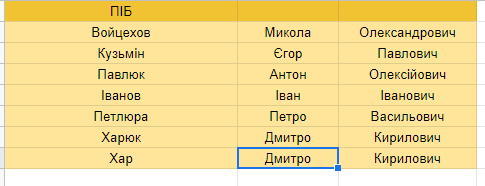 ПІБ
Войцехов Микола Олександрович
Кузьмін Єгор Павлович
Павлюк Антон Олексійович
Іванов Іван Іванович
Петлюра Петро Васильович
Харюк Дмитро Кирилович
Хар Дмитро Кирилович